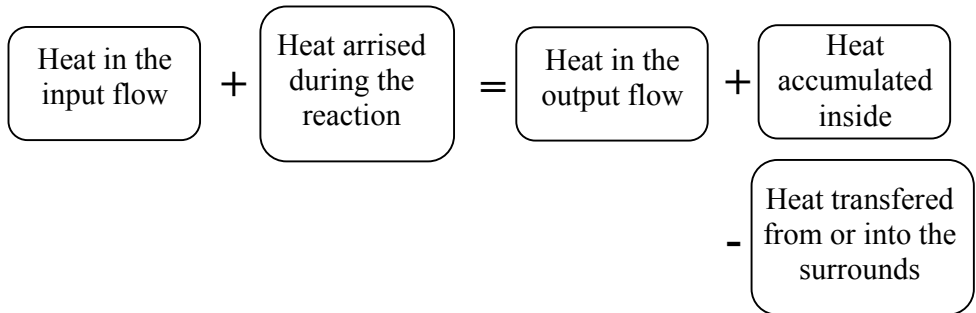 Heat in the
input flow
+
Heat arrised
during the
reaction
=
Heat in the
output flow
+
Heat
accumulated
inside
-
Heat transfered
from or into the
surrounds